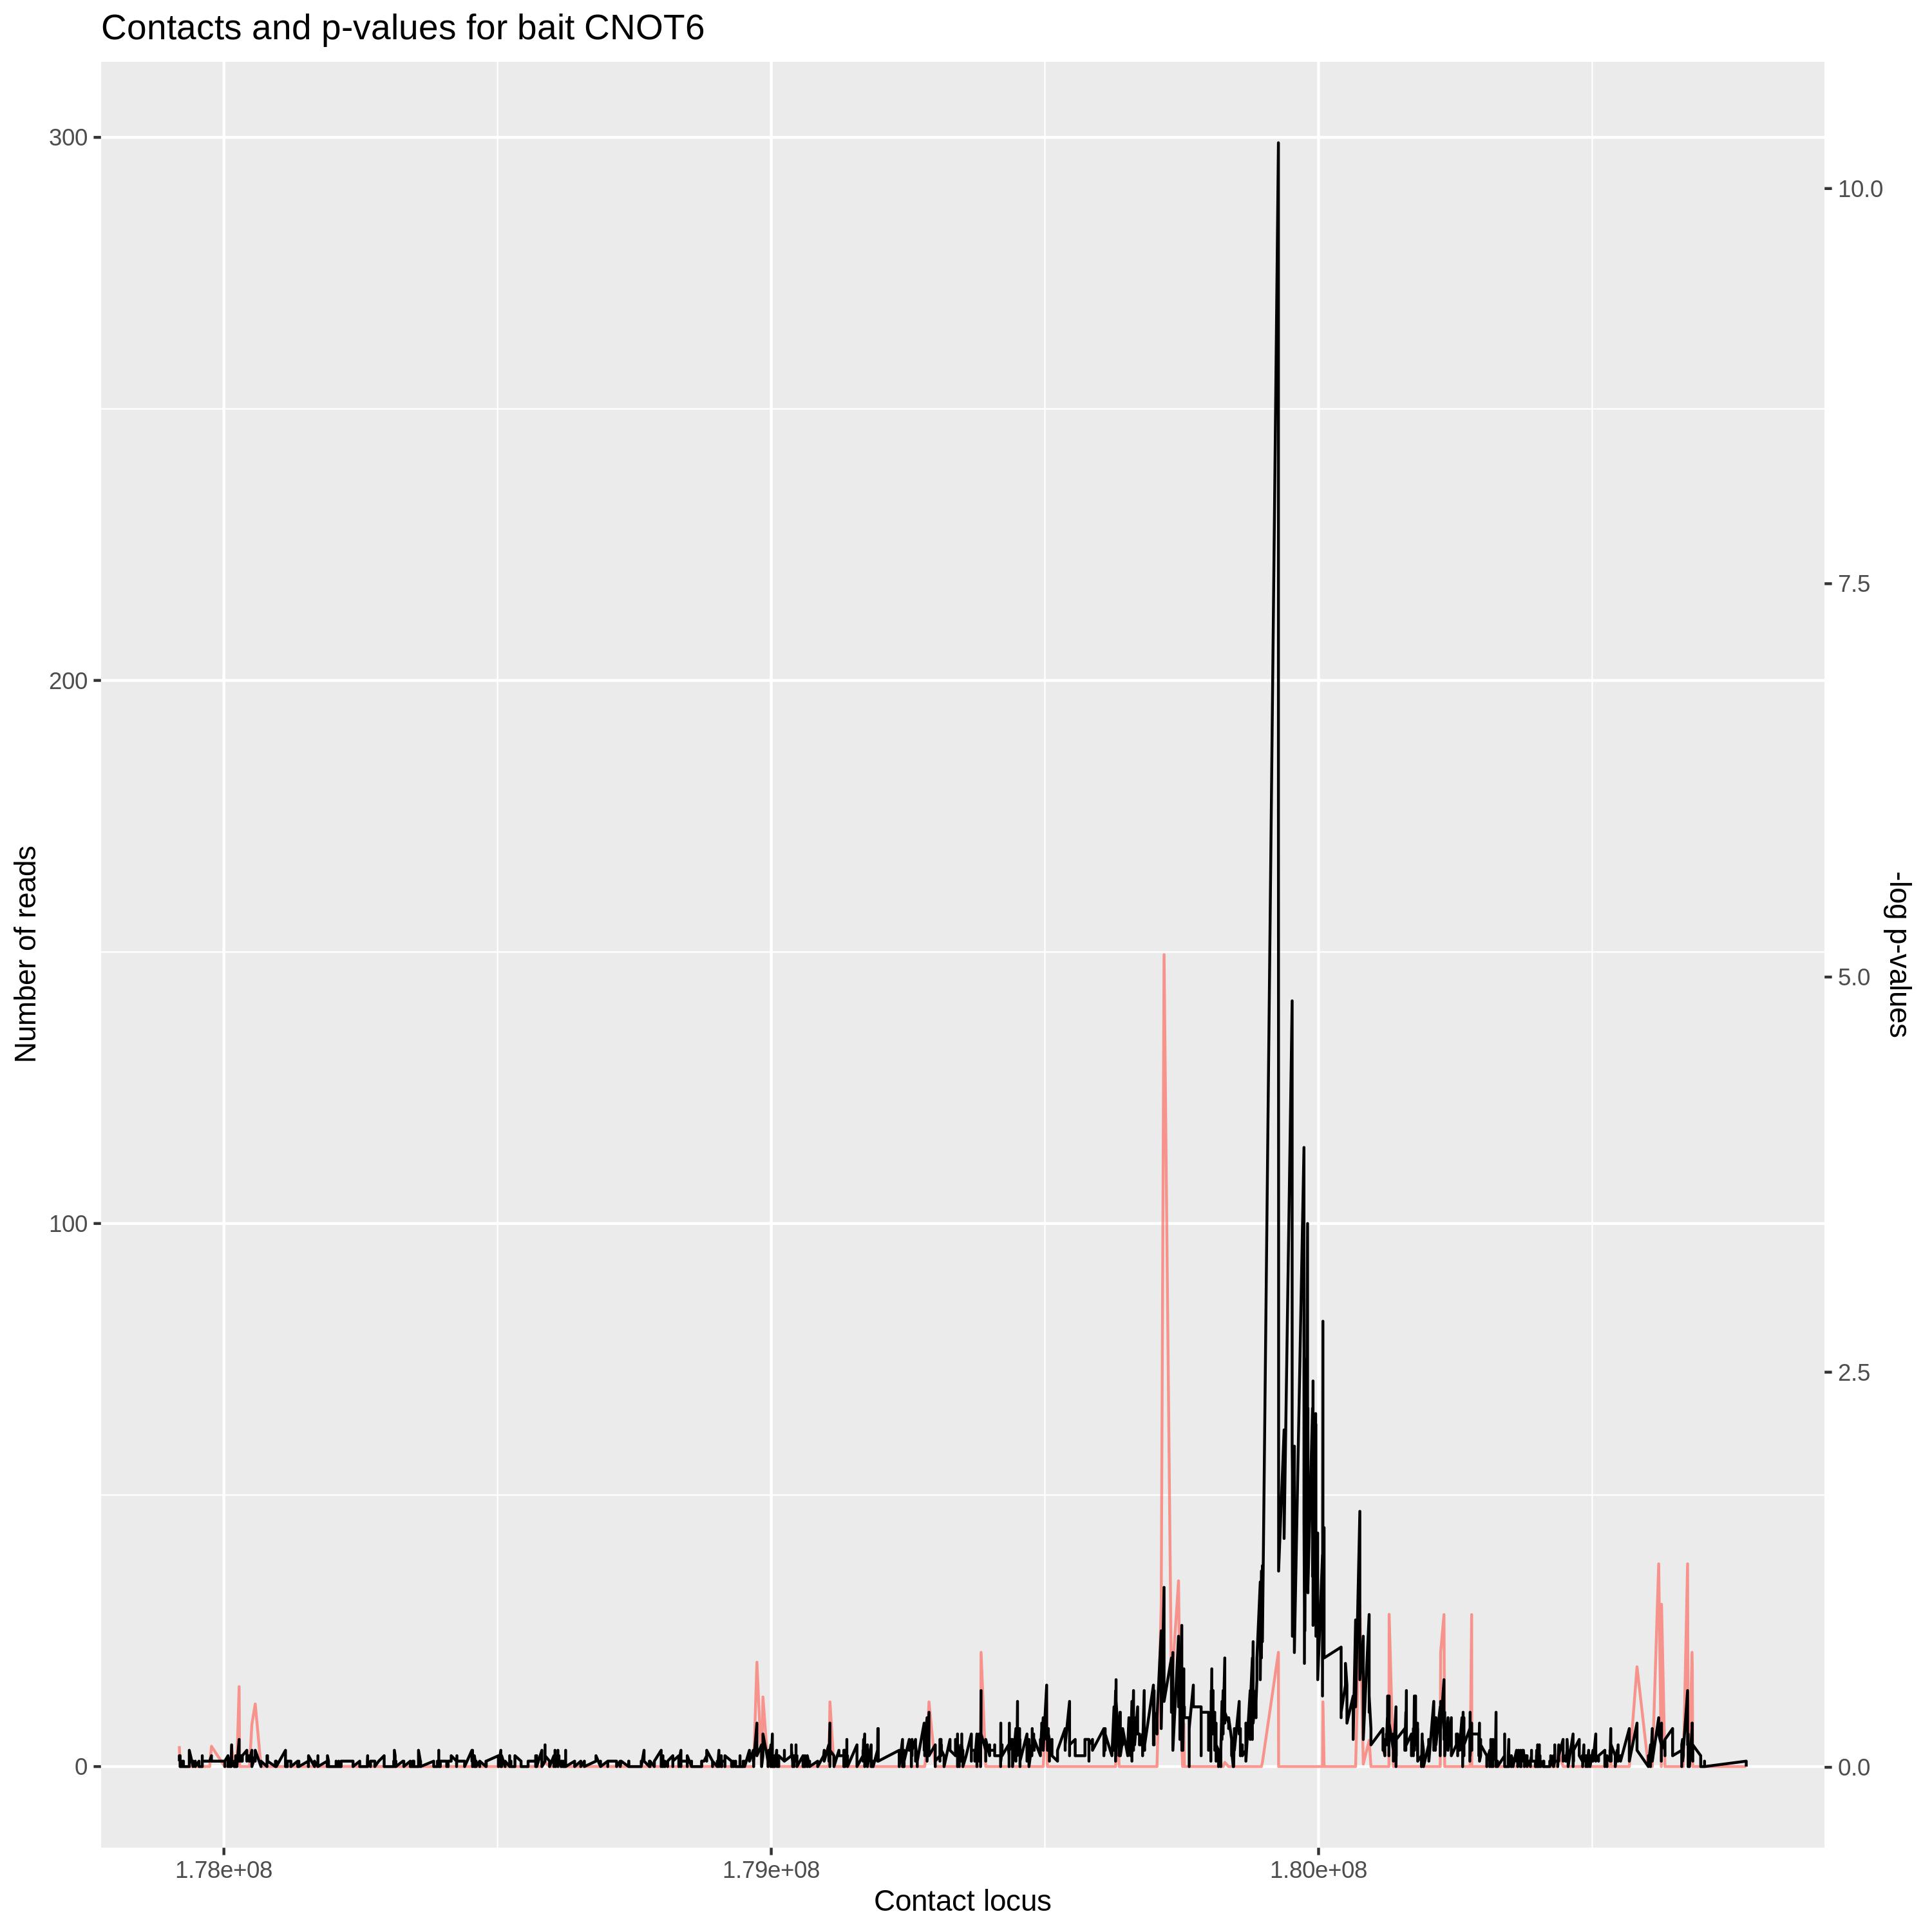 Contacts and p-values for bait CNOT6
300
200
100
0
Number of reads
10.0
7.5
5.0
2.5
0.0
-log p-values
1.78e+08
1.79e+08
1.80e+08
Contact locus